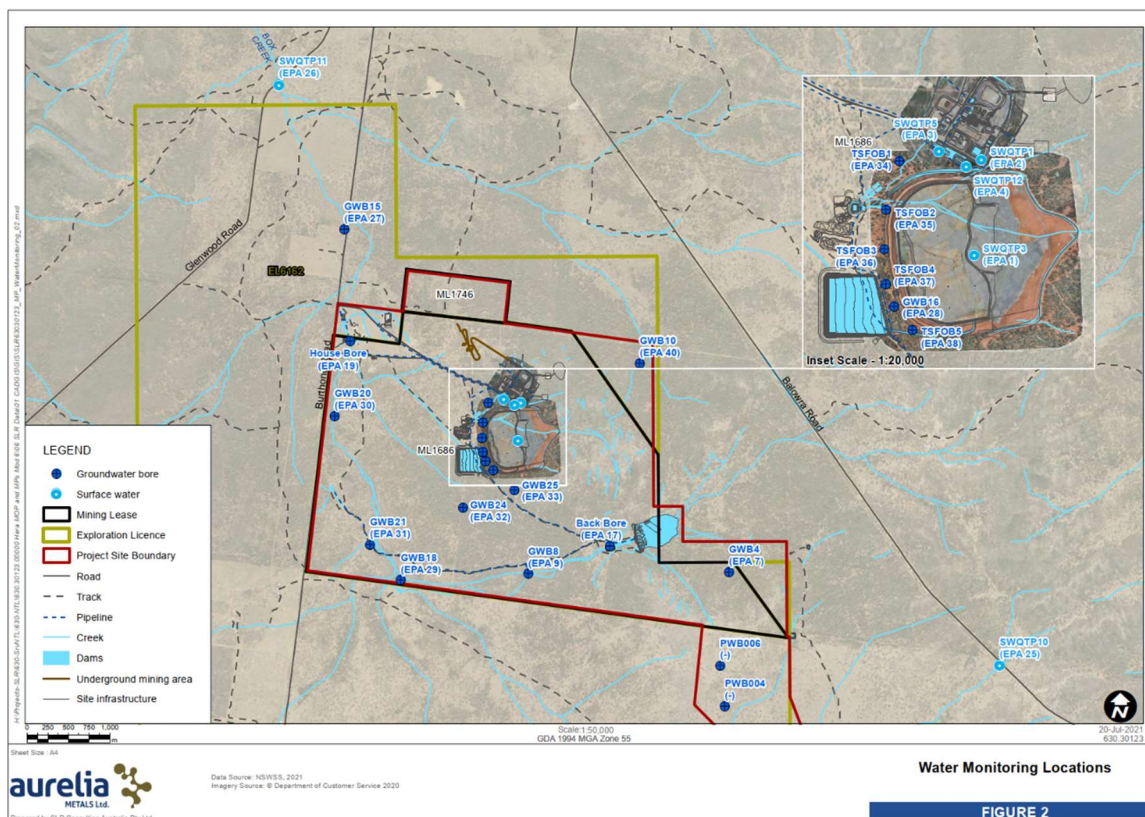 BOX
CREEK
SWQTP11
(EPA 26)
Glenwood Road
GWB15
(EPA 27)
EL6162
ML1746
House Bore
(EPA 19)
GWB10
(EPA 40)
GWB20
(EPA 30)
Balowra Road
ML1686
GWB25
(EPA 33)
GWB24
(EPA 32)
GWB21
(EPA 31)
GWB18
(EPA 29)
GWB8
(EPA 9)
Back Bore
(EPA 17)
GWB4
(EPA 7)
PWB006
(-)
PWB004
(-)
SWQTP10
(EPA 25)
SWQTP5
(EPA 3)
ML1686
TSFOB1
(EPA 34)
SWQTP1
(EPA 2)
SWQTP12
(EPA 4)
TSFOB2
(EPA 35)
TSFOB3
(EPA 36)
SWQTP3
(EPA 1)
TSFOB4
(EPA 37)
GWB16
(EPA 28)
TSFOB5
(EPA 38)
Inset Scale - 1:20,000
LEGEND
Groundwater bore
Surface water
Mining Lease
Exploration Licence
Project Site Boundary
Road
Track
Pipeline
Creek
Dams
Underground mining area
Site infrastructure
0 250 500 750 1,000
m
Scale:1:50,000
GDA 1994 MGA Zone 55
N
20-Jul-2021
630.30123
Sheet Size : A4
aurelia
METALS Ltd.
Data Source: NSWSS, 2021
Imagery Source: © Department of Customer Service 2020
Water Monitoring Locations
FIGURE 2